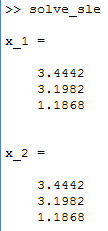 >> solve_sle
x_1 =
3.4442
3.1982
1.1868
x_2 =
3.4442
3.1982
1.1868